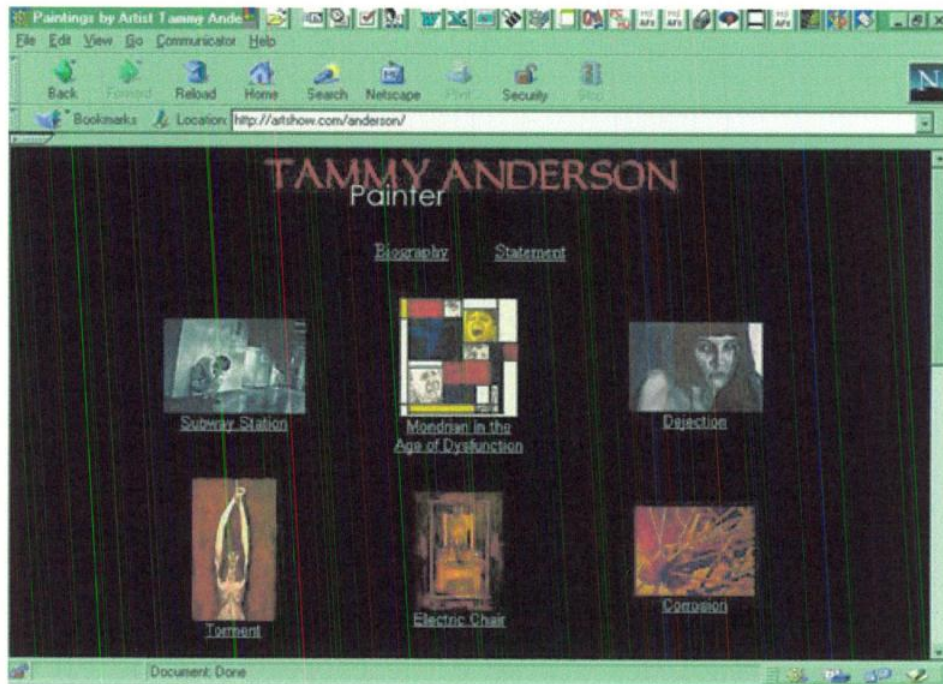 Paintings by Artist Tammy Ande
File Edit View Go Communicator Help
Back Forward Reload Home Search Netscape Print Security Stop
Bookmarks Location: http://artshow.com/anderson/
N
TAMMY ANDERSON
Painter
Biography Statement
Subway Station
Mondrian in the
Age of Dysfunction
Dejection
Torment
Electric Chair
Corrosion
Document: Done